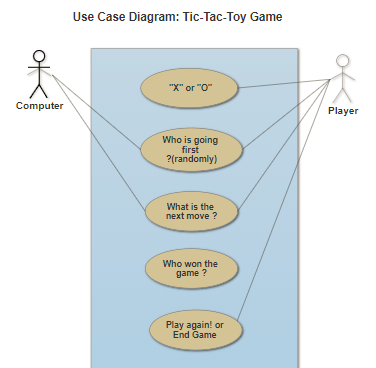 Use Case Diagram: Tic-Tac-Toy Game
"X" or "O"
Computer
Player
Who is going
first
?(randomly)
What is the
next move ?
Who won the
game ?
Play again! or
End Game